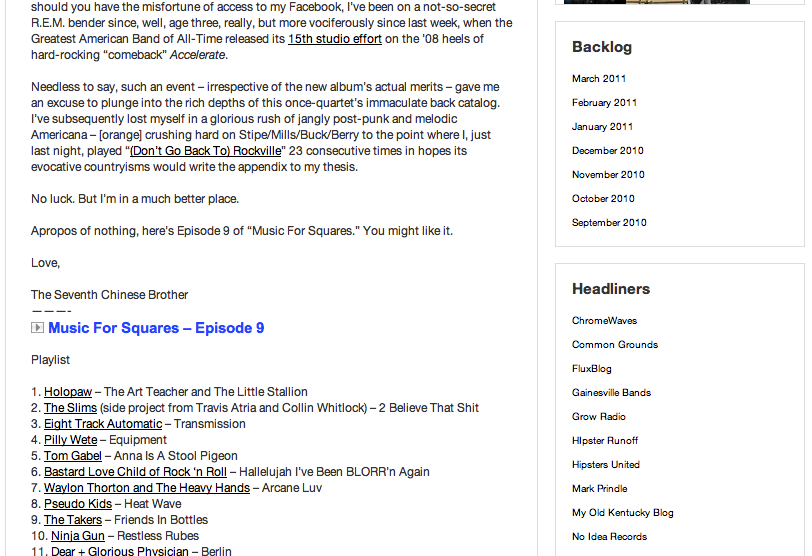 should you have the misfortune of access to my Facebook, I've been on a not-so-secret
R.E.M. bender since, well, age three, really, but more vociferously since last week, when the
Greatest American Band of All-Time released its 15th studio effort on the '08 heels of
hard-rocking “comeback” Accelerate.
Needless to say, such an event – irrespective of the new album's actual merits – gave me
an excuse to plunge into the rich depths of this once-quartet's immaculate back catalog.
I've subsequently lost myself in a glorious rush of jangly post-punk and melodic
Americana – [orange] crushing hard on Stipe/Mills/Buck/Berry to the point where I, just
last night, played “(Don't Go Back To) Rockville” 23 consecutive times in hopes its
evocative countryisms would write the appendix to my thesis.
No luck. But I'm in a much better place.
Apropos of nothing, here's Episode 9 of “Music For Squares.” You might like it.
Love,
The Seventh Chinese Brother
———-
Music For Squares – Episode 9
Playlist
1. Holopaw – The Art Teacher and The Little Stallion
2. The Slims (side project from Travis Atria and Collin Whitlock) – 2 Believe That Shit
3. Eight Track Automatic – Transmission
4. Pilly Wete – Equipment
5. Tom Gabel – Anna Is A Stool Pigeon
6. Bastard Love Child of Rock 'n Roll – Hallelujah I've Been BLORR'n Again
7. Waylon Thorton and The Heavy Hands – Arcane Luv
8. Pseudo Kids – Heat Wave
9. The Takers – Friends In Bottles
10. Ninja Gun – Restless Rubes
11. Dear + Glorious Physician – Berlin
Backlog
March 2011
February 2011
January 2011
December 2010
November 2010
October 2010
September 2010
Headliners
ChromeWaves
Common Grounds
FluxBlog
Gainesville Bands
Grow Radio
HIpster Runoff
Hipsters United
Mark Prindle
My Old Kentucky Blog
No Idea Records